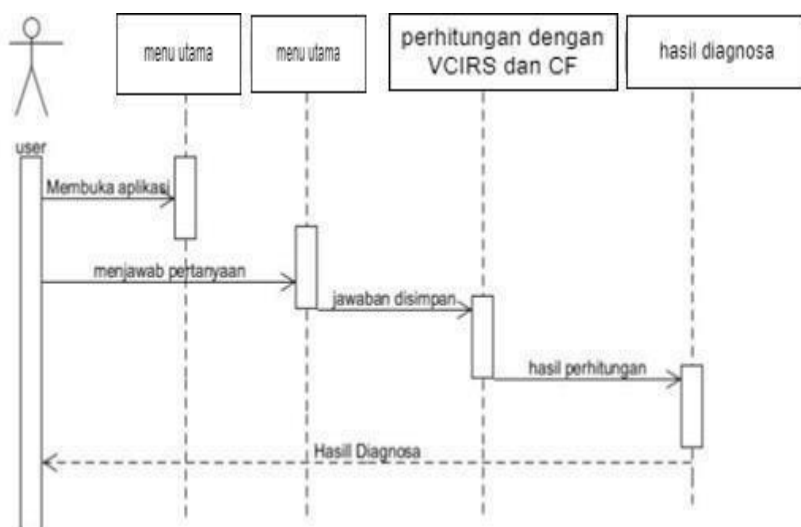 menu utama
menu utama
perhitungan dengan
VCIRS dan CF
hasil diagnosa
user
Membuka aplikasi
menjawab pertanyaan
jawaban disimpan
hasil perhitungan
Hasill Diagnosa